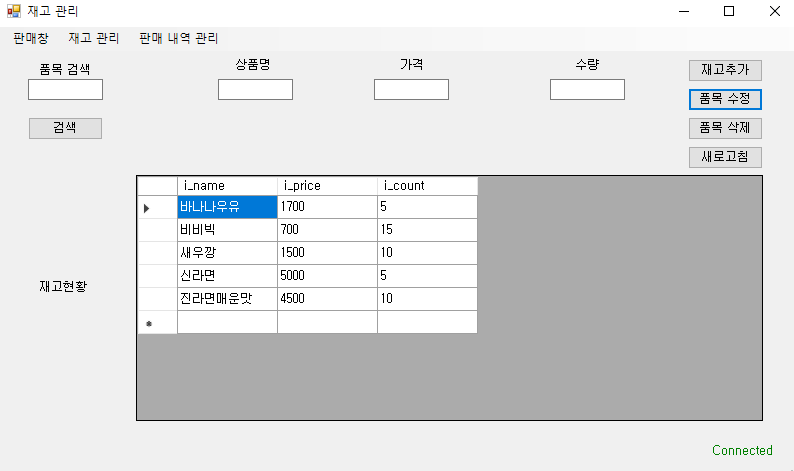 재고 관리
판매창 재고 관리 판매 내역 관리
품목 검색 상품명 가격 수량 재고추가
품목 수정
검색 품목 삭제
새로고침
i_name i_price i_count
바나나우유 1700 5
비비빅 700 15
새우깡 1500 10
신라면 5000 5
진라면매운맛 4500 10
재고현황
Connected